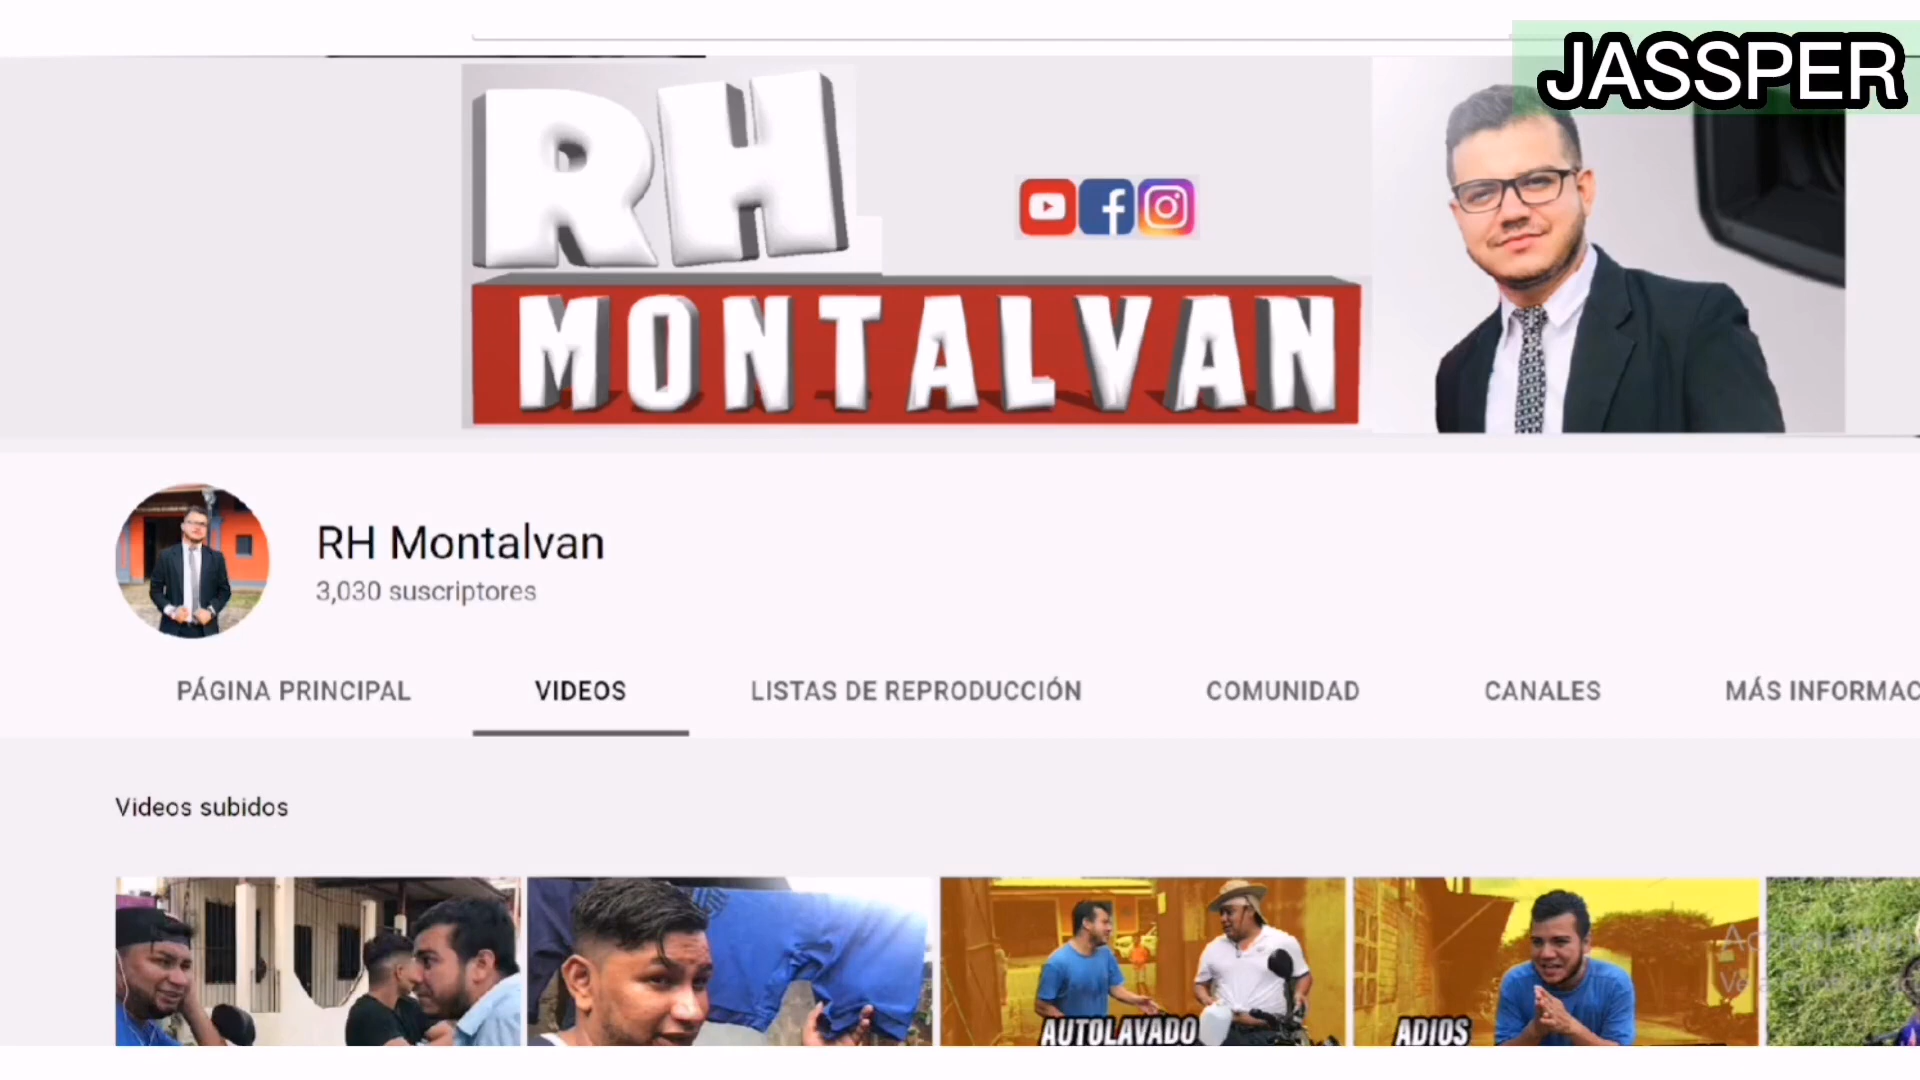 JASSPER
RH
MONTALVAN
RH Montalvan
3,030 suscriptores
PÁGINA PRINCIPAL
VIDEOS
LISTAS DE REPRODUCCIÓN
COMUNIDAD
CANALES
MÁS INFORMAC
Videos subidos
AUTOLAVADO
ADIOS